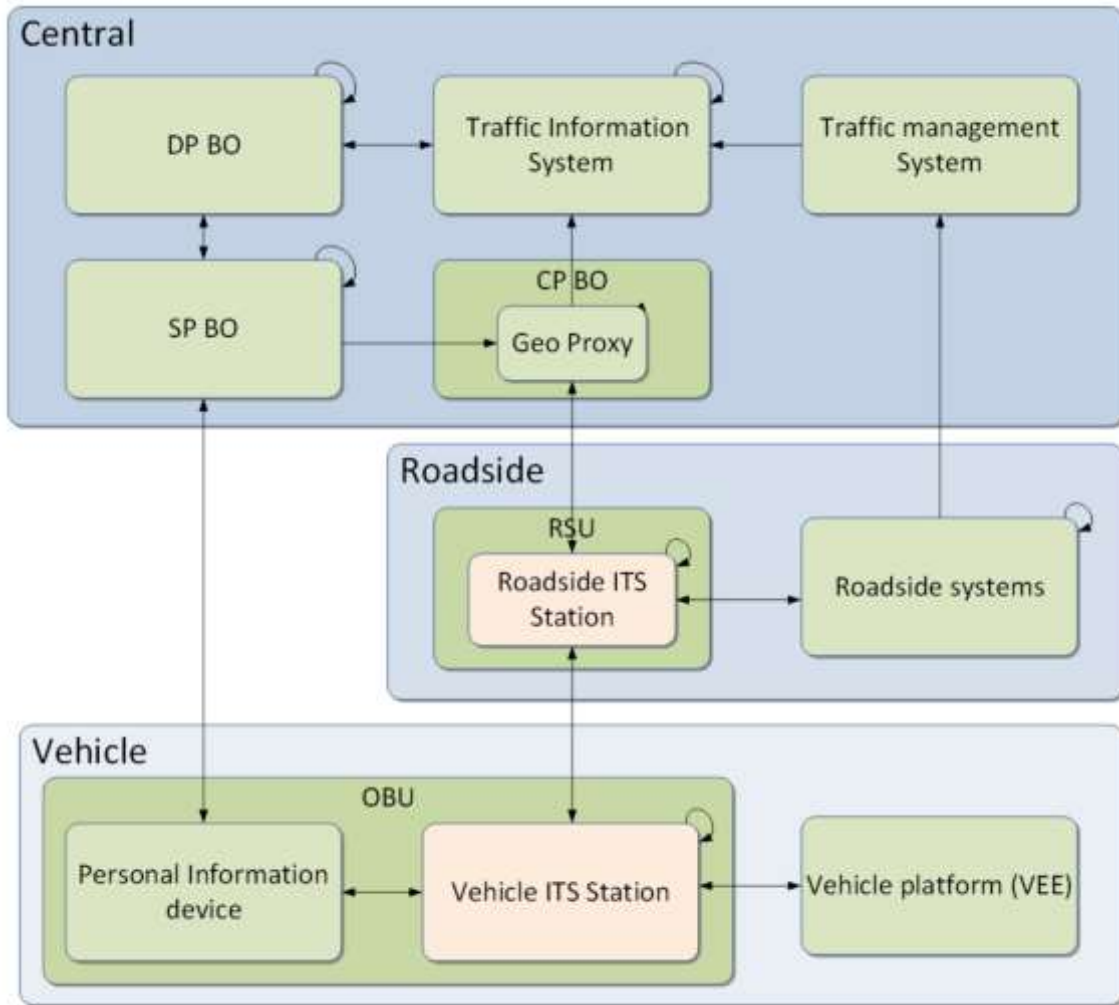 Central
DP BO
Traffic Information
System
Traffic management
System
SP BO
CP BO
Geo Proxy
Roadside
RSU
Roadside ITS
Station
Roadside systems
Vehicle
OBU
Personal Information
device
Vehicle ITS Station
Vehicle platform (VEE)